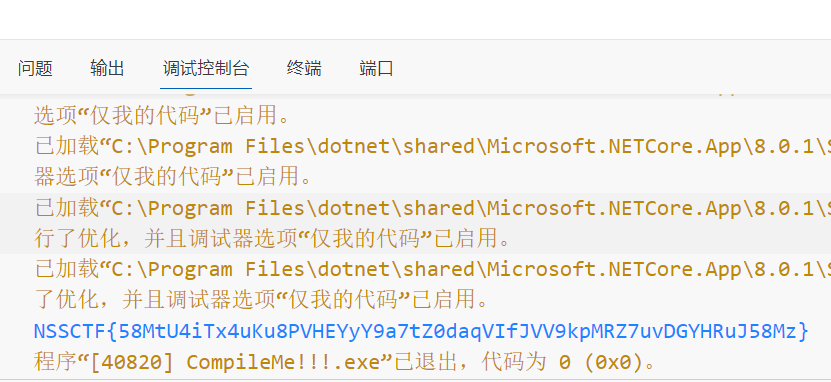 问题 输出 调试控制台 终端 端口
选项“仅我的代码”已启用。
已加载“C:\Program Files\dotnet\shared\Microsoft.NETCore.App\8.0.1\S
器选项“仅我的代码”已启用。
已加载“C:\Program Files\dotnet\shared\Microsoft.NETCore.App\8.0.1\S
行了优化，并且调试器选项“仅我的代码”已启用。
已加载“C:\Program Files\dotnet\shared\Microsoft.NETCore.App\8.0.1\S
了优化，并且调试器选项“仅我的代码”已启用。
NSSCTF{58MtU4iTx4uKu8PVHEYyY9a7tZ0daqVIfJVV9kpMRZ7uvDGYHRuJ58Mz}
程序“[40820] CompileMe!!!.exe”已退出，代码为 0 (0x0)。